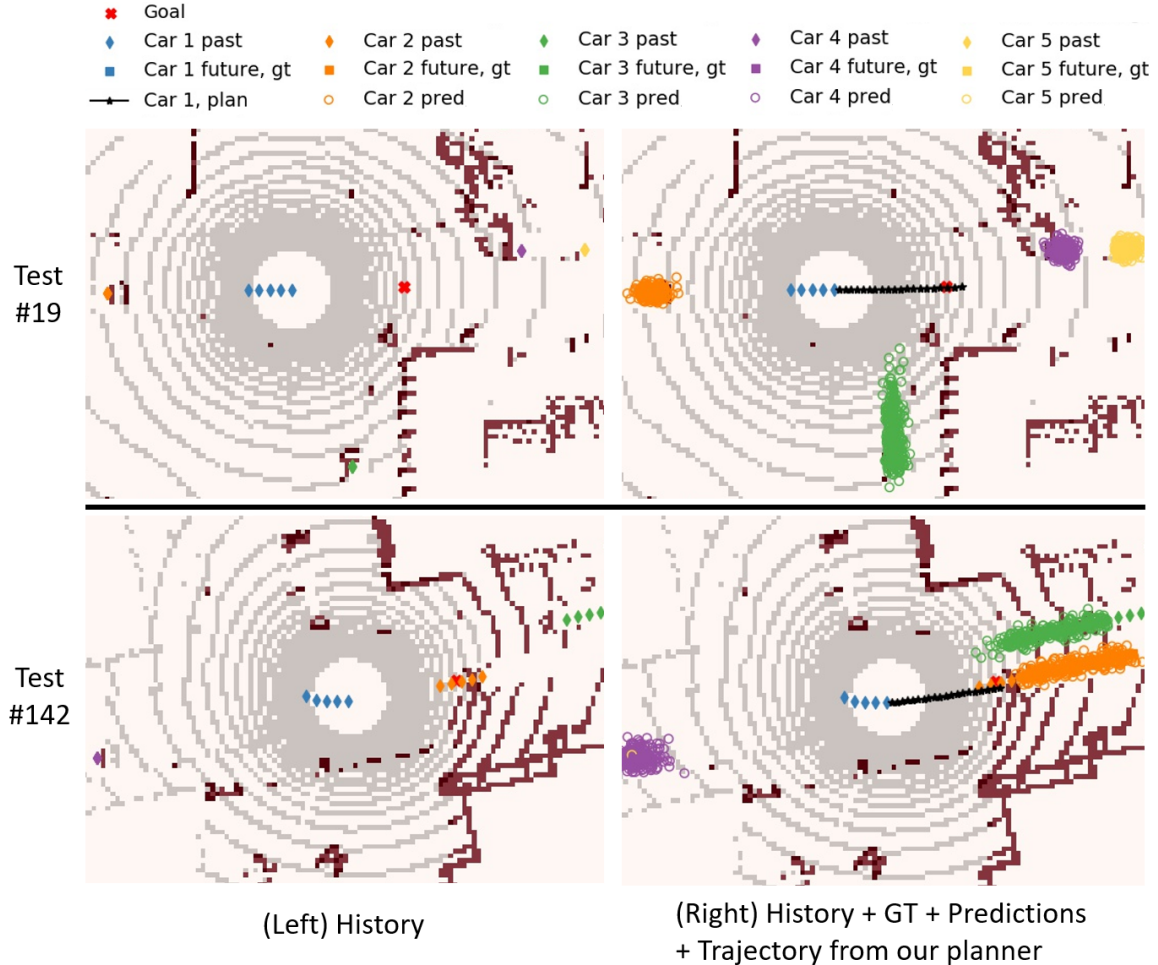 Goal
Car 1 past Car 2 past Car 3 past Car 4 past Car 5 past
Car 1 future, gt Car 2 future, gt Car 3 future, gt Car 4 future, gt Car 5 future, gt
Car 1, plan Car 2 pred Car 3 pred Car 4 pred Car 5 pred
Test
#19
Test
#142
(Left) History
(Right) History + GT + Predictions
+ Trajectory from our planner